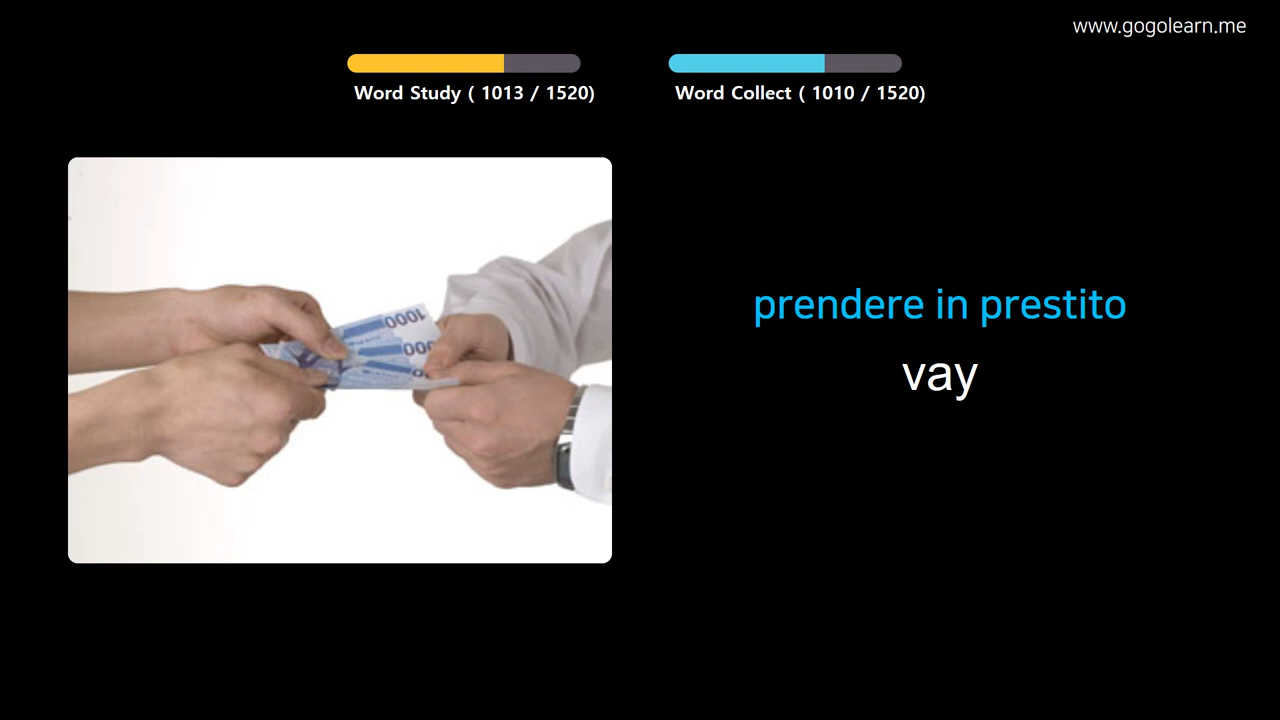 www.gogolearn.me
Word Study ( 1013 / 1520)
Word Collect ( 1010 / 1520)
1000
prendere in prestito
vay